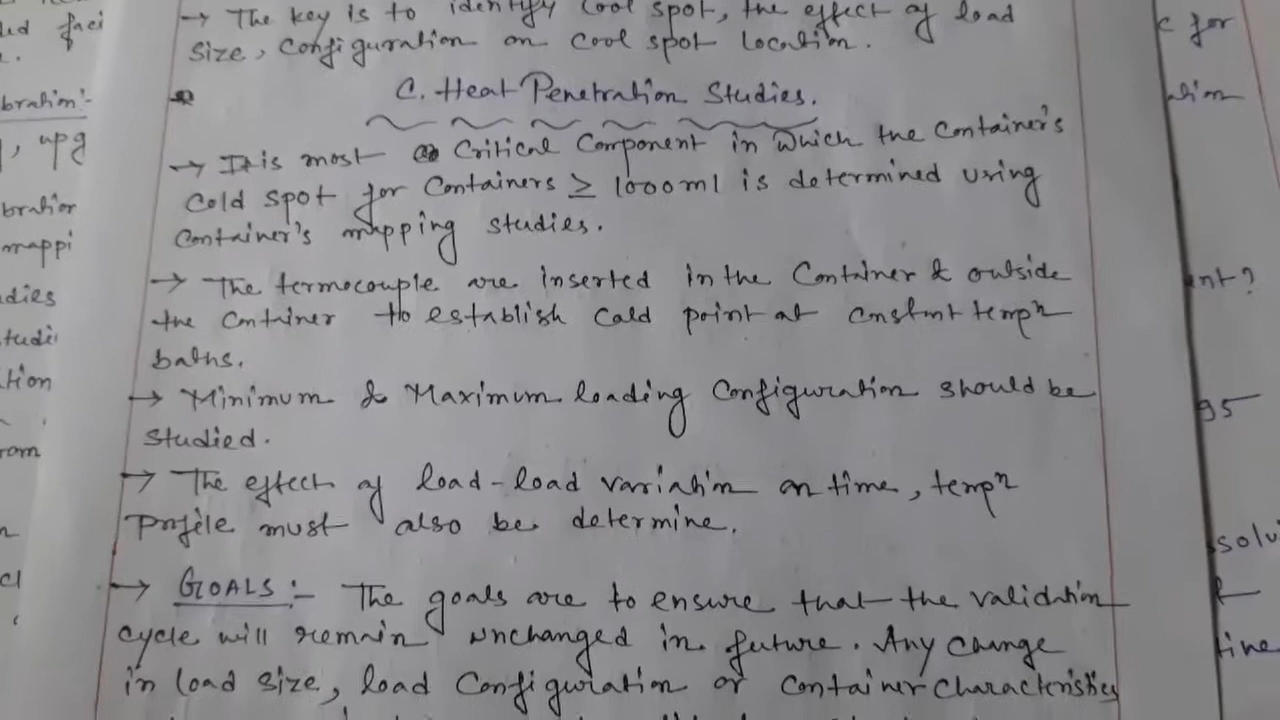 → The key is to identify cool spot, the effect of load
size, configuration on cool spot location.
C. Heat Penetration Studies.
→ It is most Critical Component in which the Container's
Cold spot for Containers ≥ 1000ml is determined using
Container's mapping studies.
→ The termocouple are inserted in the Container & outside
the Container to establish Cold point at constant tempr
baths.
→ Minimum & Maximum loading Configuration should be
studied.
→ The effect of load-load variation on time, tempr
Profile must also be determine.
→ GOALS :- The goals are to ensure that the validation
cycle will remain unchanged in future. Any change
in load size, load Configuration or Container Characteristics